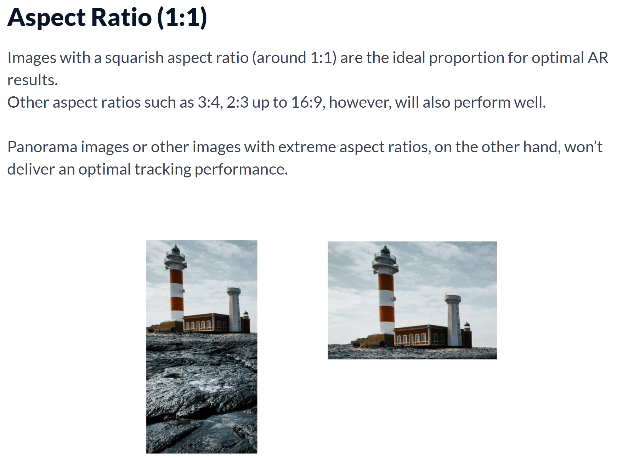 Aspect Ratio (1:1)
Images with a squarish aspect ratio (around 1:1) are the ideal proportion for optimal AR
results.
Other aspect ratios such as 3:4, 2:3 up to 16:9, however, will also perform well.
Panorama images or other images with extreme aspect ratios, on the other hand, won't
deliver an optimal tracking performance.